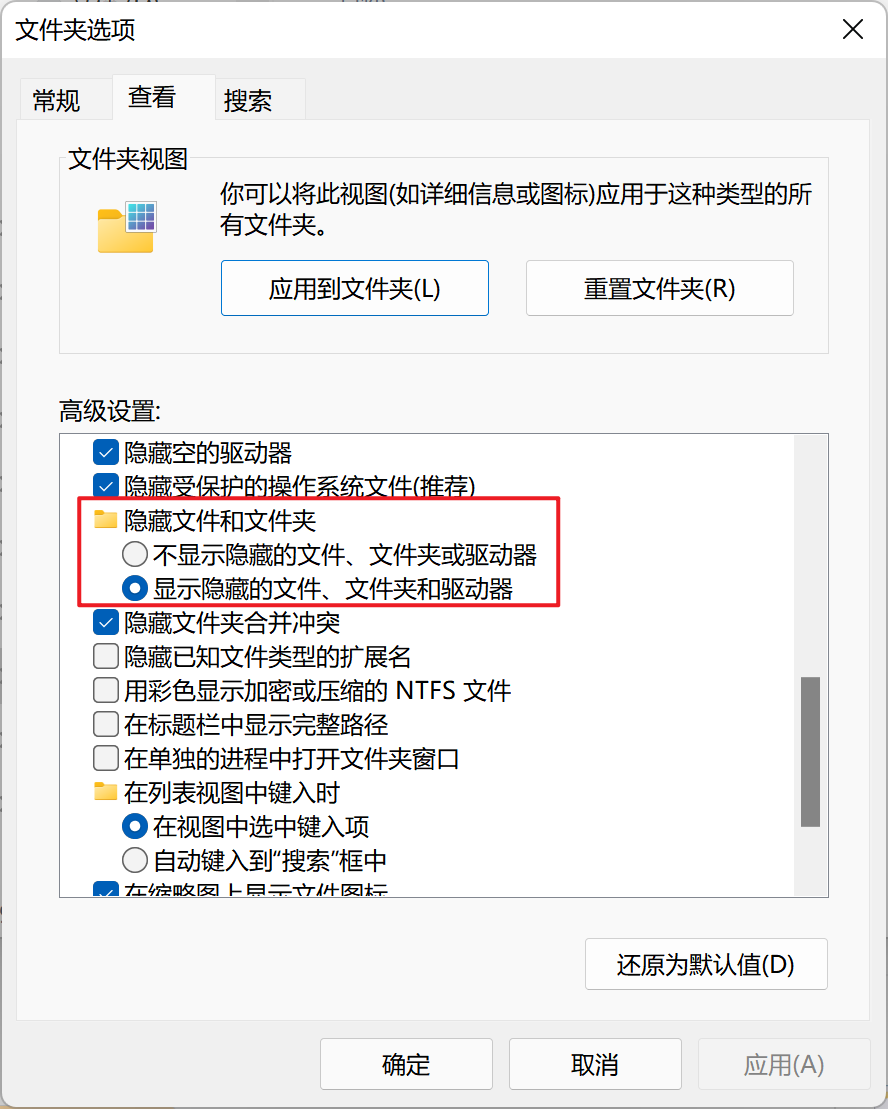 文件夹选项
常规
查看
搜索
文件夹视图
你可以将此视图(如详细信息或图标)应用于这种类型的所
有文件夹。
应用到文件夹(L)
重置文件夹(R)
高级设置:
隐藏空的驱动器
隐藏受保护的操作系统文件(推荐)
隐藏文件和文件夹
不显示隐藏的文件、文件夹或驱动器
显示隐藏的文件、文件夹和驱动器
隐藏文件夹合并冲突
隐藏已知文件类型的扩展名
用彩色显示加密或压缩的 NTFS 文件
在标题栏中显示完整路径
在单独的进程中打开文件夹窗口
在列表视图中键入时
在视图中选中键入项
自动键入到“搜索”框中
在缩略图上显示文件图标
还原为默认值(D)
确定
取消
应用(A)